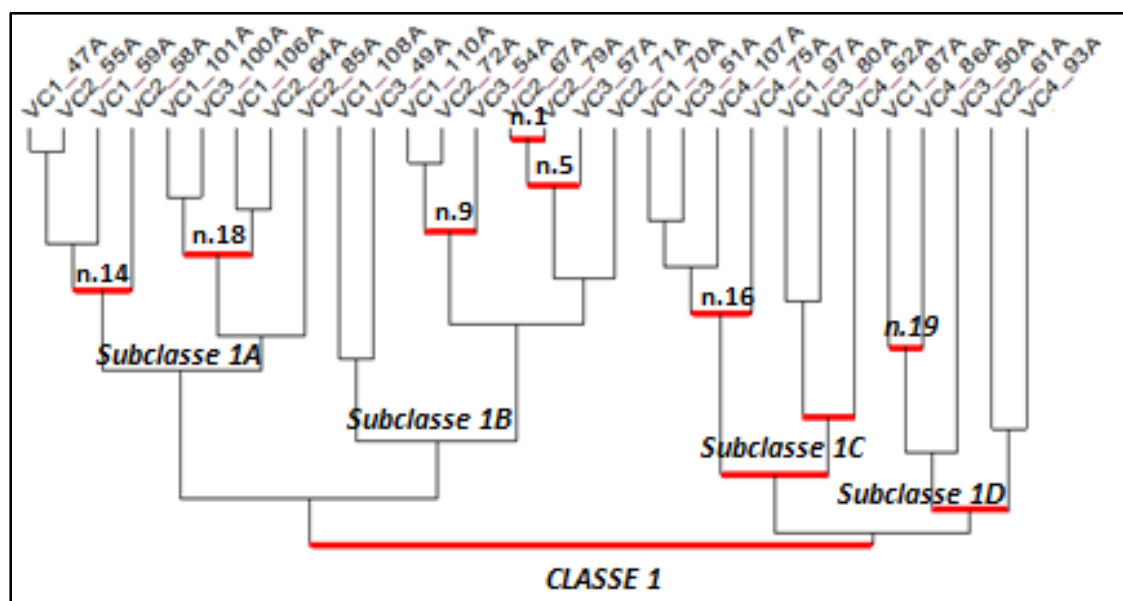 VC1_47A
VC2_55A
VC1_59A
VC2_58A
VC1_101A
VC3_100A
VC1_106A
VC2_64A
VC2_85A
VC1_108A
VC3_49A
VC1_110A
VC2_72A
VC3_54A
VC2_67A
VC2_79A
VC3_57A
VC2_71A
VC1_70A
VC3_51A
VC4_107A
VC4_75A
VC1_97A
VC3_80A
VC4_52A
VC1_87A
VC4_86A
VC3_50A
VC2_61A
VC4_93A
n.1
n.5
n.9
n.18
n.14
n.16
n.19
Subclasse 1A
Subclasse 1B
Subclasse 1C
Subclasse 1D
CLASSE 1